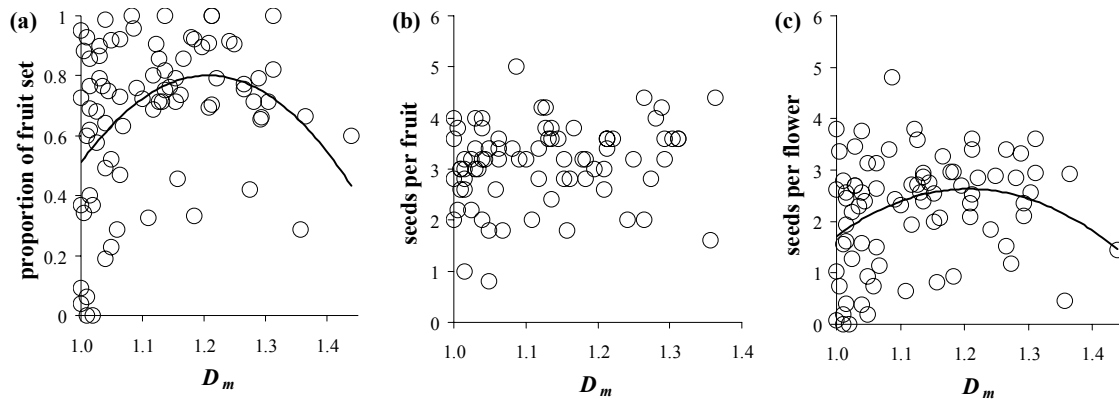 (a)
proportion of fruit set
1
0.8
0.6
0.4
0.2
0
1.0 1.1 1.2 1.3 1.4
D m
(b)
seeds per fruit
6
5
4
3
2
1
0
1.0 1.1 1.2 1.3 1.4
D m
(c)
seeds per flower
6
5
4
3
2
1
0
1.0 1.1 1.2 1.3 1.4
D m